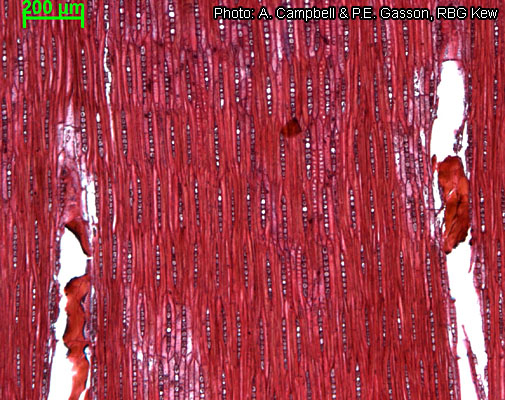 200 µm
Photo: A. Campbell & P.E. Gasson, RBG Kew